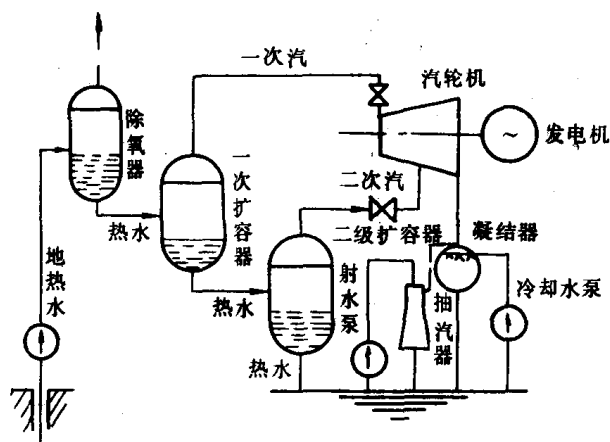 一次汽
汽轮机
发电机
除氧器
一次扩容器
二次汽
二级扩容器
凝结器
热水
地热水
热水
射水泵
抽汽器
冷却水泵
热水
~